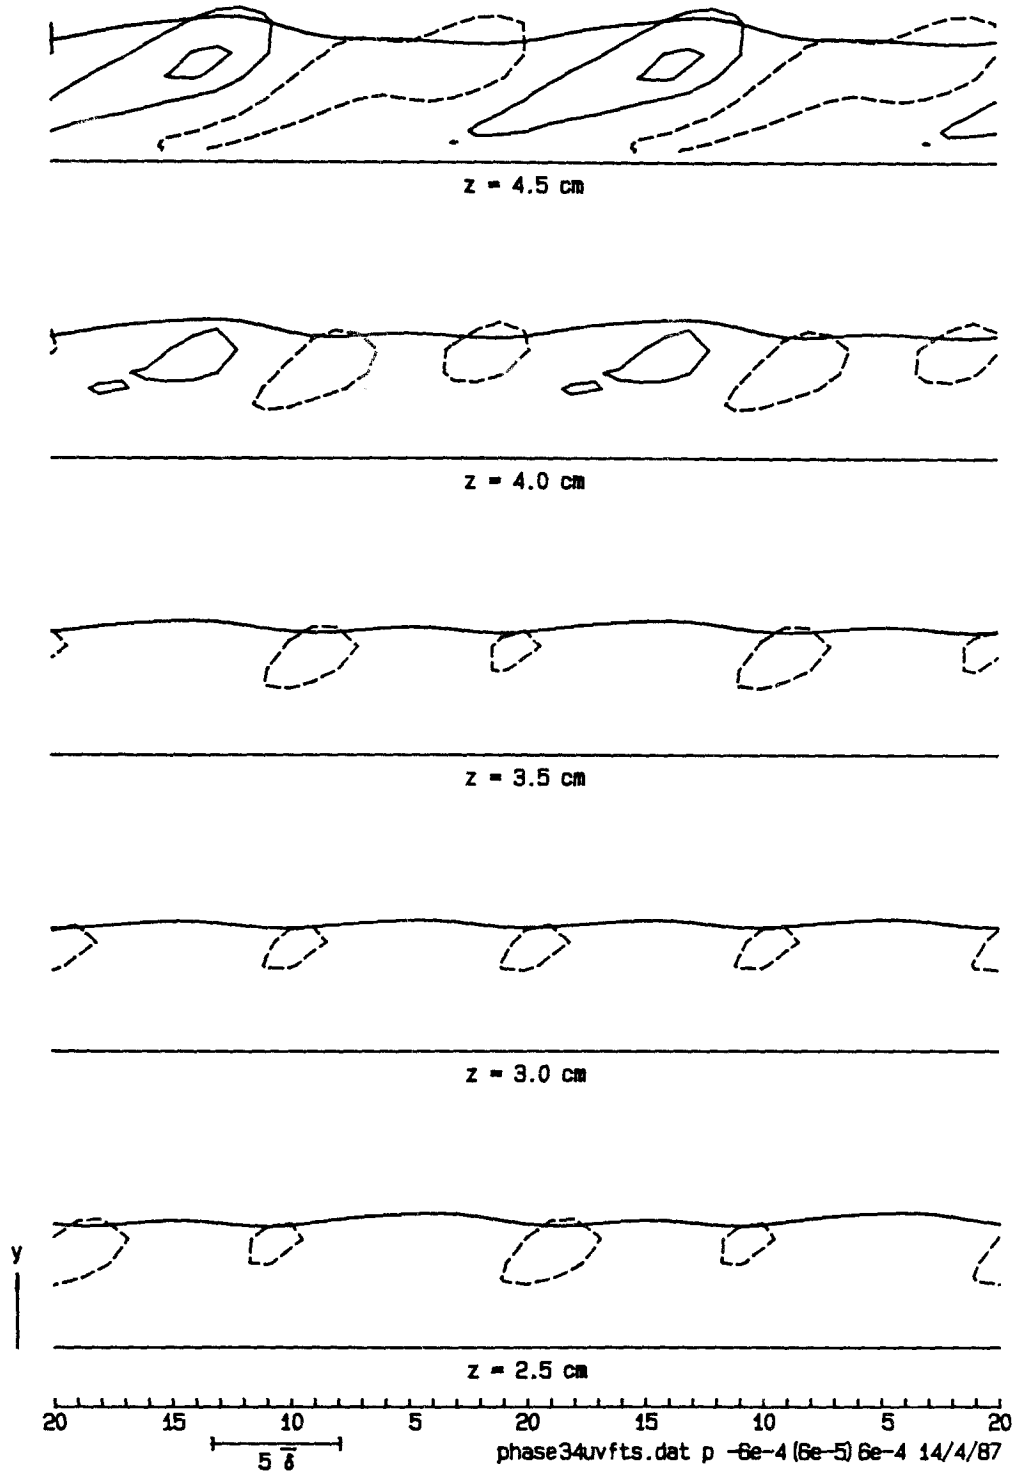 z = 4.5 cm
z = 4.0 cm
z = 3.5 cm
z = 3.0 cm
y
z = 2.5 cm
20 15 10 5 20 15 10 5 20
5 δ̅
phase34uvfts.dat p -6e-4 (6e-5) 6e-4 14/4/87